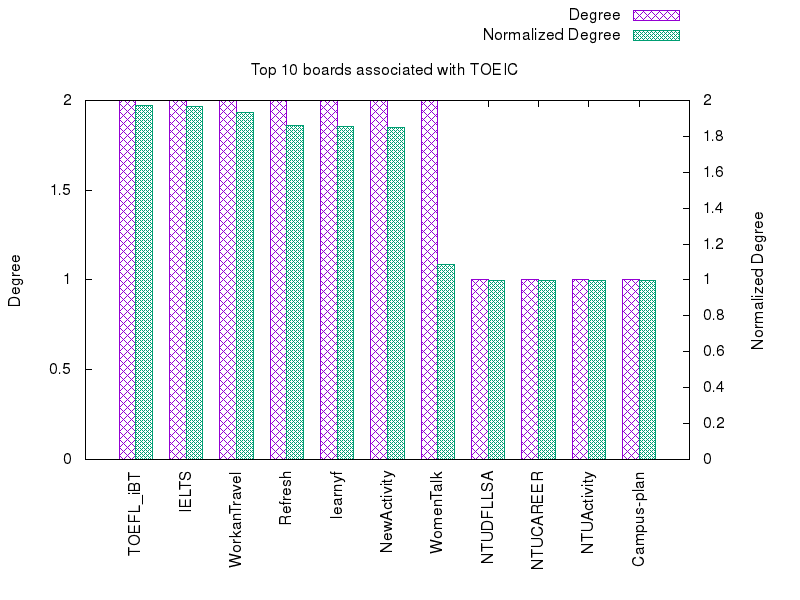 Degree
Normalized Degree
Top 10 boards associated with TOEIC
2
1.5
1
0.5
0
Degree
2
1.8
1.6
1.4
1.2
1
0.8
0.6
0.4
0.2
0
Normalized Degree
TOEFL_iBT
IELTS
WorkanTravel
Refresh
learnyf
NewActivity
WomenTalk
NTUDFLLSA
NTUCAREER
NTUActivity
Campus-plan